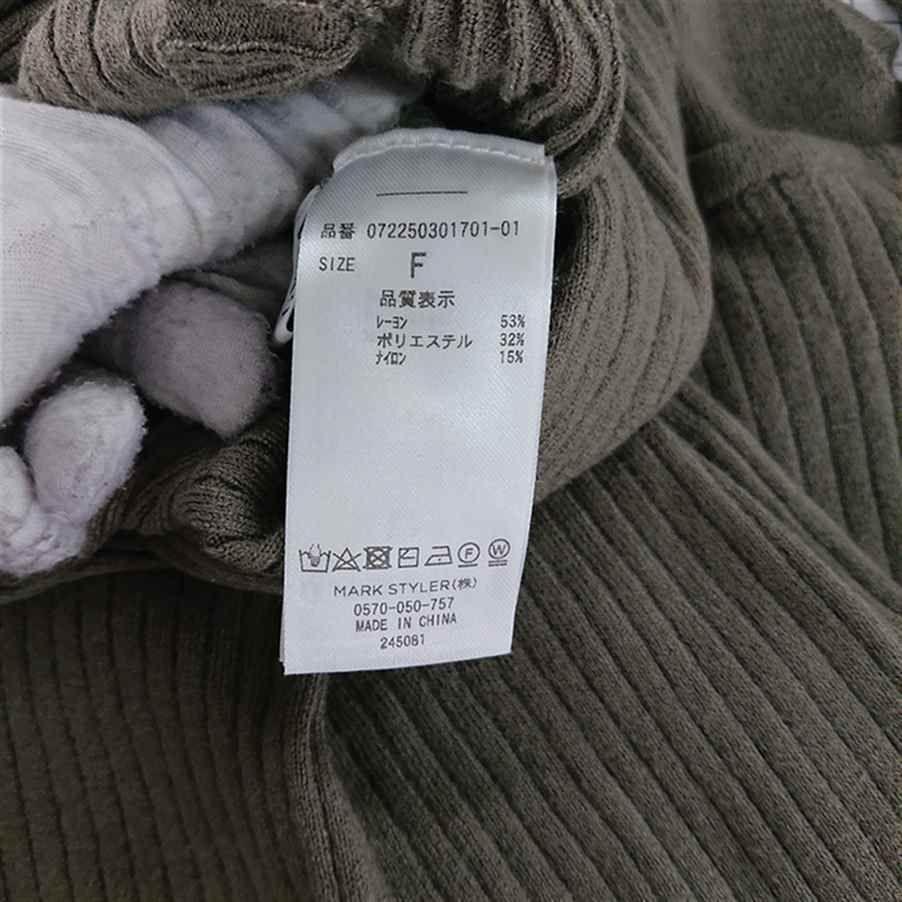 品番 072250301701-01
SIZE F
品質表示
ﾚｰﾖﾝ 53%
ポリエステル 32%
ﾅｲﾛﾝ 15%
MARK STYLER(株)
0570-050-757
MADE IN CHINA
245081